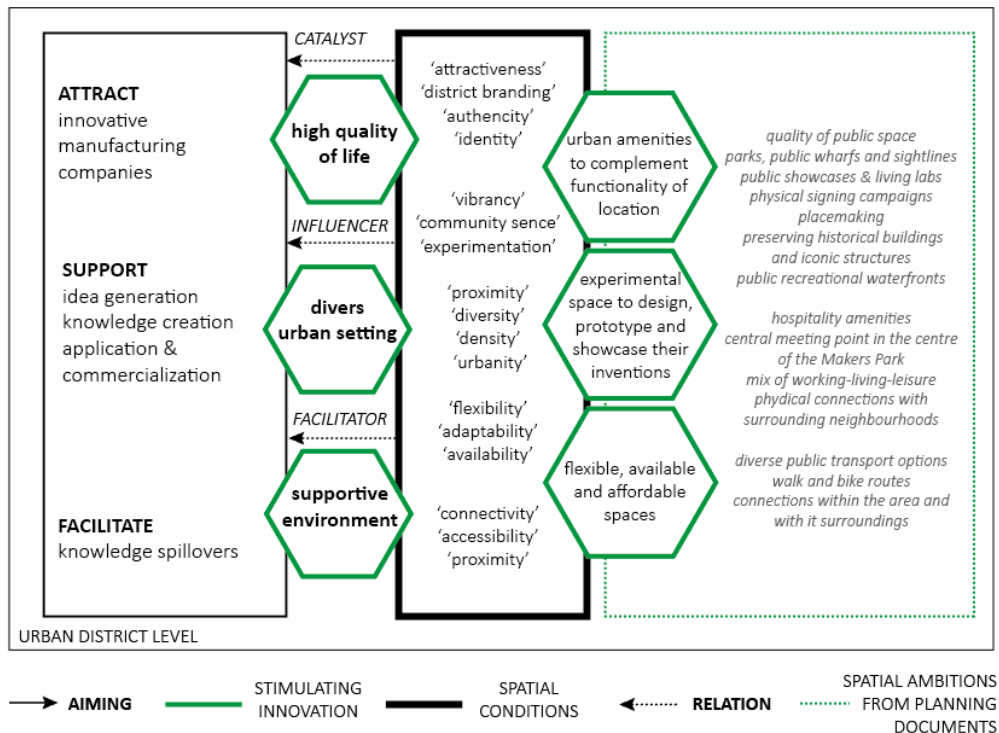 CATALYST
ATTRACT
innovative
manufacturing
companies
high quality
of life
INFLUENCER
SUPPORT
idea generation
knowledge creation
application &
commercialization
divers
urban setting
FACILITATOR
supportive
environment
FACILITATE
knowledge spillovers
‘attractiveness’
‘district branding’
‘authencity
‘identity’
‘vibrancy’
‘community sence’
‘experimentation’
‘proximity’
‘diversity’
‘density’
‘urbanity’
‘flexibility’
‘adaptability’
‘availability’
‘connectivity’
‘accessibility’
‘proximity’
urban amenities
to complement
functionality of
location
experimental
space to design,
prototype and
showcase their
inventions
flexible, available
and affordable
spaces
quality of public space
parks, public wharfs and sightlines
public showcases & living labs
physical signing campaigns
placemaking
preserving historical buildings
and iconic structures
public recreational waterfronts
hospitality amenities
central meeting point in the centre
of the Makers Park
mix of working-living-leisure
phydical connections with
surrounding neighbourhoods
diverse public transport options
walk and bike routes
connections within the area and
with it surroundings
URBAN DISTRICT LEVEL
AIMING
STIMULATING
INNOVATION
SPATIAL
CONDITIONS
RELATION
SPATIAL AMBITIONS
FROM PLANNING
DOCUMENTS